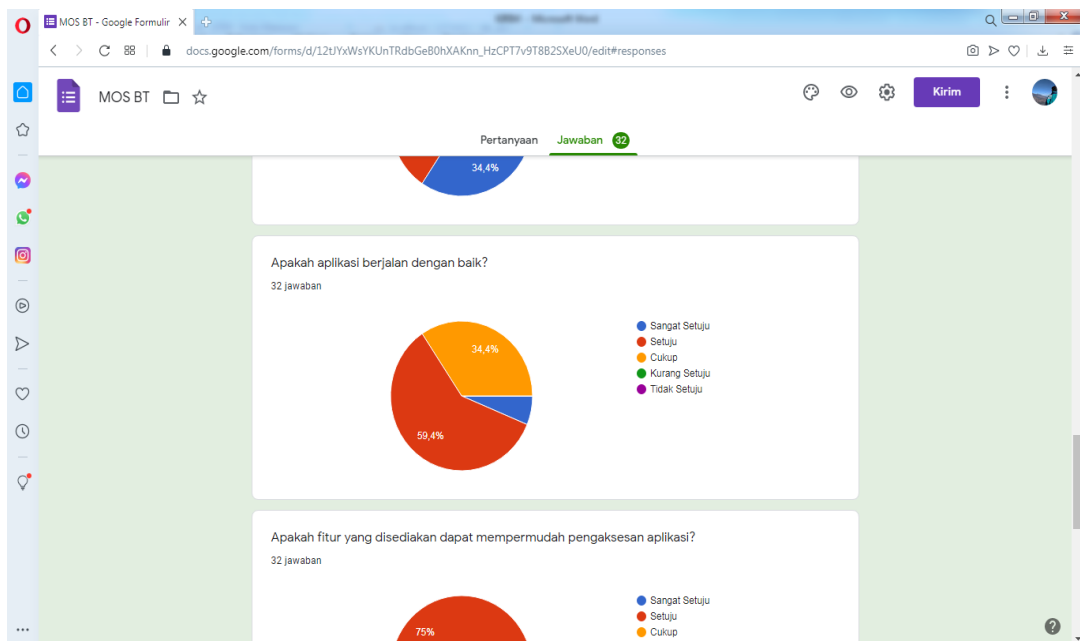 MOS BT - Google Formulir
docs.google.com/forms/d/12tJYxWsYKUnTRdbGeB0hXAKnn_HzCPT7v9T8B2SXeU0/edit#responses
MOS BT
Kirim
Pertanyaan Jawaban 32
34,4%
Apakah aplikasi berjalan dengan baik?
32 jawaban
Sangat Setuju
Setuju
Cukup
Kurang Setuju
Tidak Setuju
34,4%
59,4%
Apakah fitur yang disediakan dapat mempermudah pengaksesan aplikasi?
32 jawaban
Sangat Setuju
Setuju
Cukup
75%